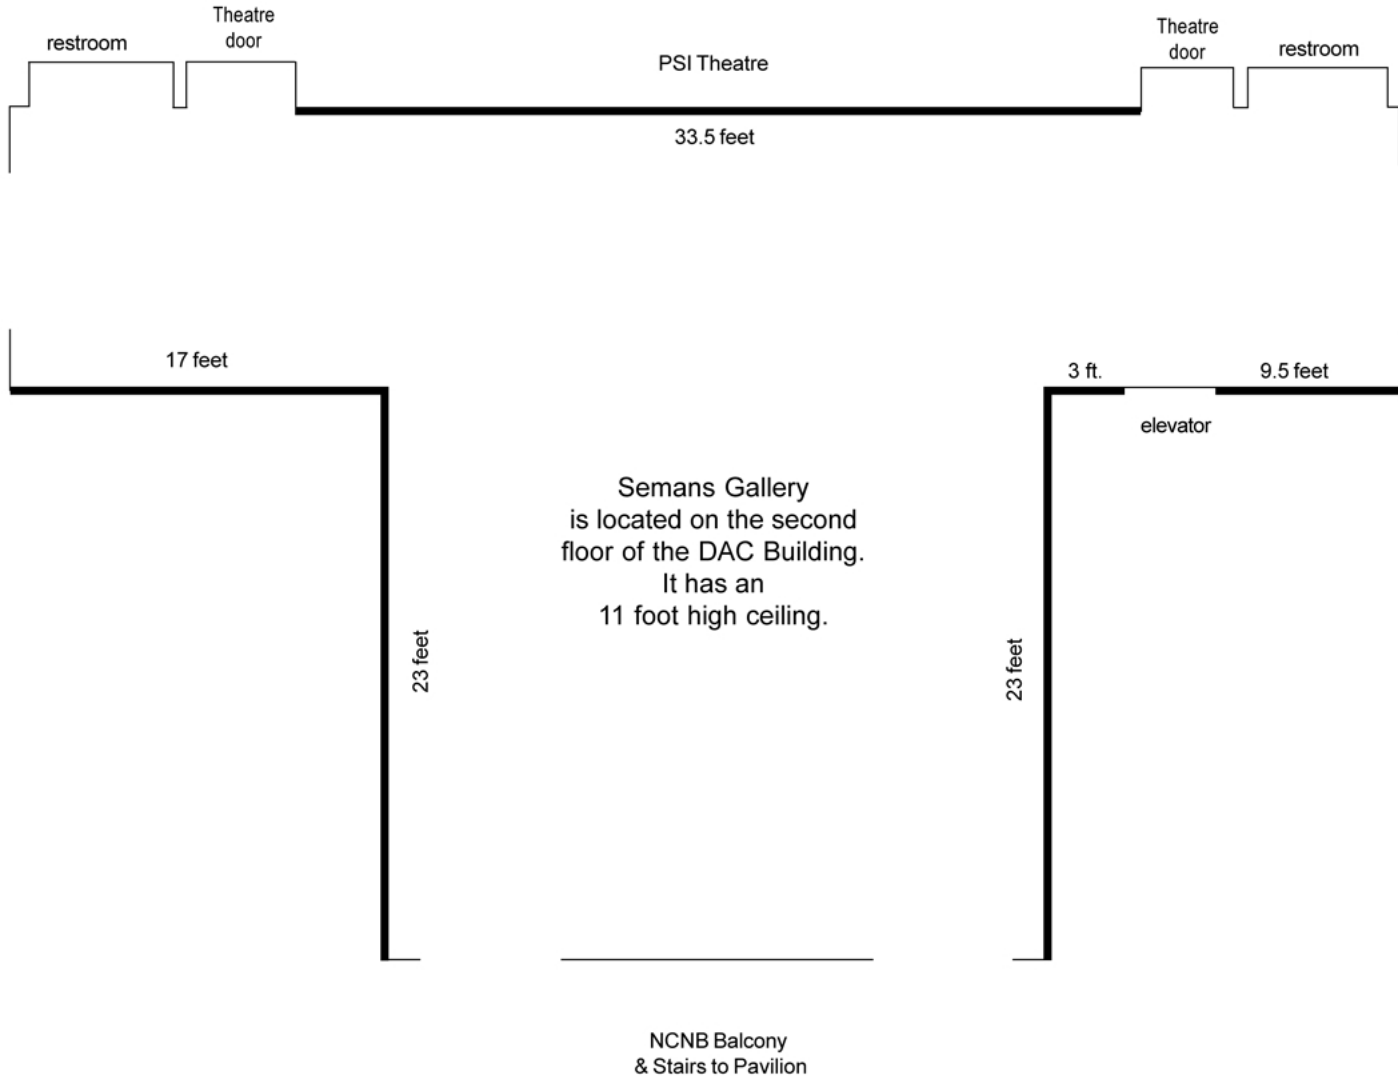 restroom
Theatre
door
PSI Theatre
Theatre
door
restroom
33.5 feet
17 feet
3 ft.
9.5 feet
elevator
Semans Gallery
is located on the second
floor of the DAC Building.
It has an
11 foot high ceiling.
23 feet
23 feet
NCNB Balcony
& Stairs to Pavilion